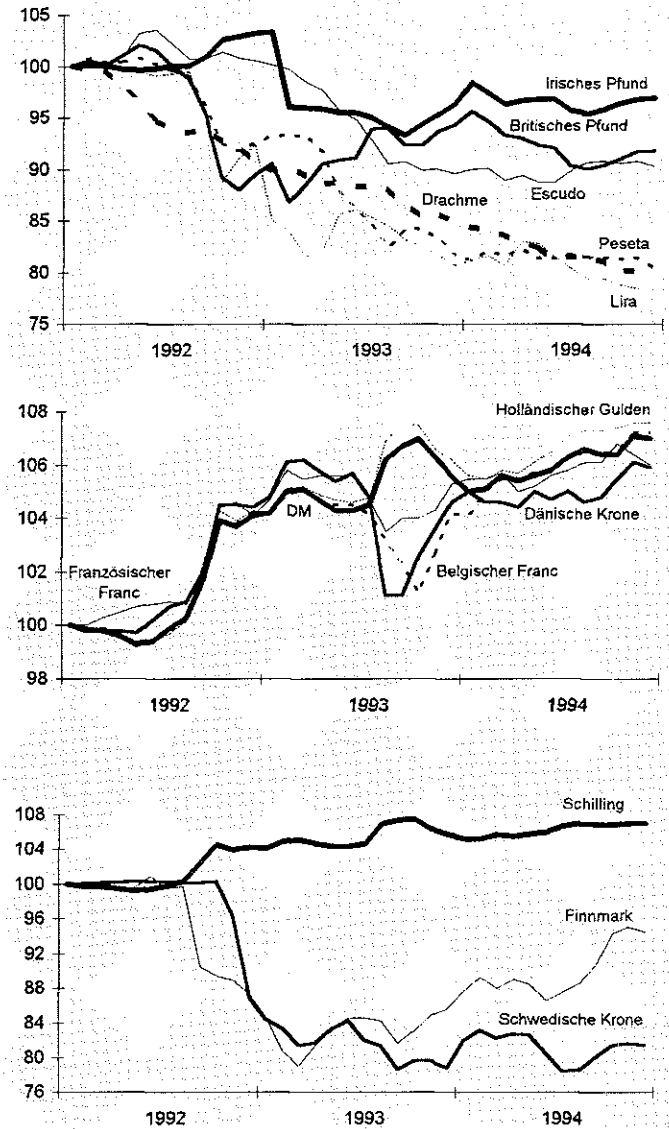 105
100
95
90
85
80
75
Irisches Pfund
Britisches Pfund
Escudo
Drachme
Peseta
Lira
1992 1993 1994
108
106
104
102
100
98
Holländischer Gulden
DM
Dänische Krone
Belgischer Franc
Französischer
Franc
1992 1993 1994
108
104
100
96
92
88
84
80
76
Schilling
Finnmark
Schwedische Krone
1992 1993 1994